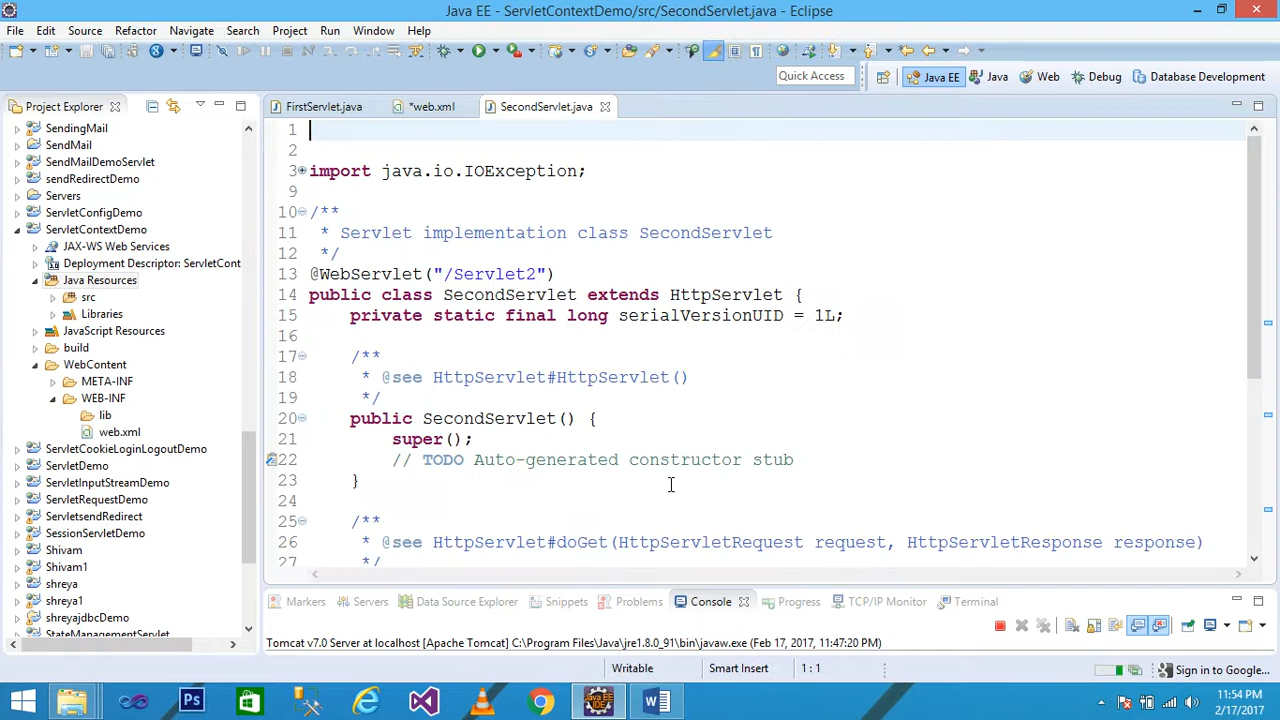 Java EE - ServletContextDemo/src/SecondServlet.java - Eclipse
File Edit Source Refactor Navigate Search Project Run Window Help
Quick Access
Java EE Java Web Debug Database Development
Project Explorer
FirstServlet.java *web.xml SecondServlet.java
SendingMail
SendMail
SendMailDemoServlet
sendRedirectDemo
Servers
ServletConfigDemo
ServletContextDemo
JAX-WS Web Services
Deployment Descriptor: ServletCont
Java Resources
src
Libraries
JavaScript Resources
build
WebContent
META-INF
WEB-INF
lib
web.xml
ServletCookieLoginLogoutDemo
ServletDemo
ServletInputStreamDemo
ServletRequestDemo
ServletsendRedirect
SessionServletDemo
Shivam
Shivam1
shreya
shreya1
shreyajdbcDemo
StateManagementServlet
1
2
3 import java.io.IOException;
9
10 /**
11 * Servlet implementation class SecondServlet
12 */
13 @WebServlet("/Servlet2")
14 public class SecondServlet extends HttpServlet {
15 private static final long serialVersionUID = 1L;
16
17 /**
18 * @see HttpServlet#HttpServlet()
19 */
20 public SecondServlet() {
21 super();
22 // TODO Auto-generated constructor stub
23 }
24
25 /**
26 * @see HttpServlet#doGet(HttpServletRequest request, HttpServletResponse response)
27 */
Markers Servers Data Source Explorer Snippets Problems Console Progress TCP/IP Monitor Terminal
Tomcat v7.0 Server at localhost [Apache Tomcat] C:\Program Files\Java\jre1.8.0_91\bin\javaw.exe (Feb 17, 2017, 11:47:20 PM)
Writable Smart Insert 1 : 1 Sign in to Google...
11:54 PM
2/17/2017